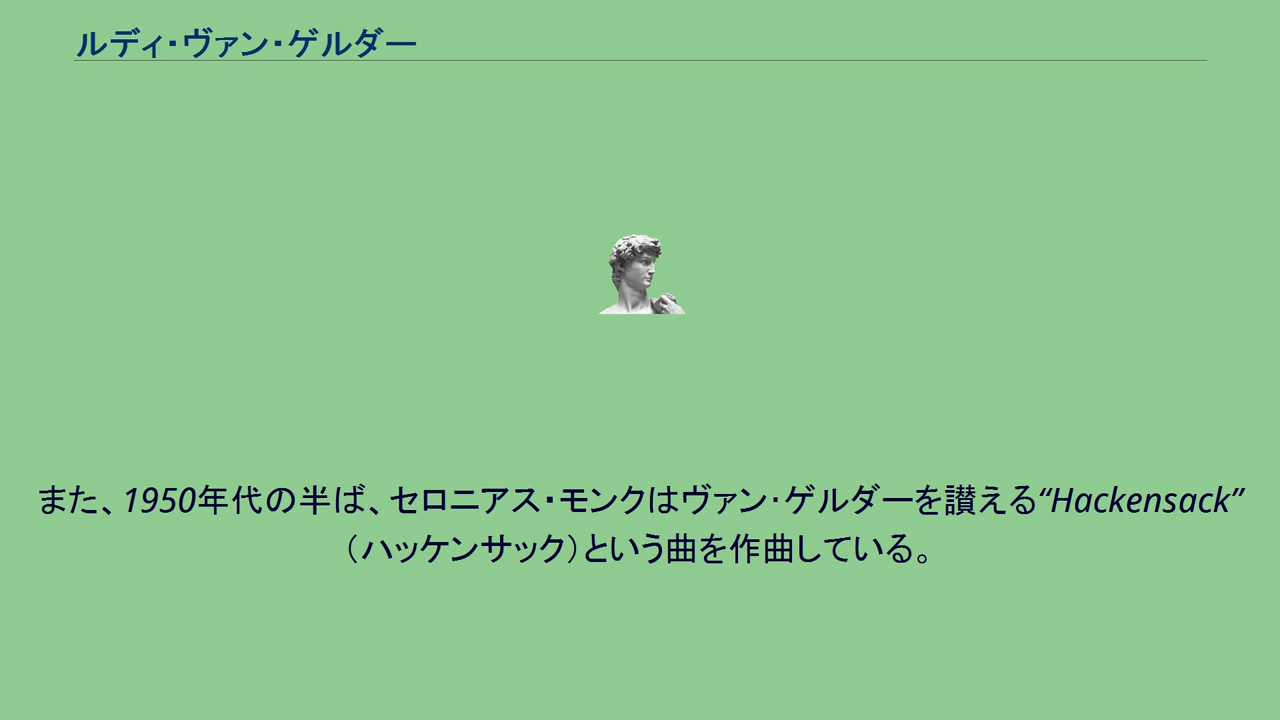 ルディ・ヴァン・ゲルダー
また、1950年代の半ば、セロニアス・モンクはヴァン・ゲルダーを讃える“Hackensack”
（ハッケンサック）という曲を作曲している。